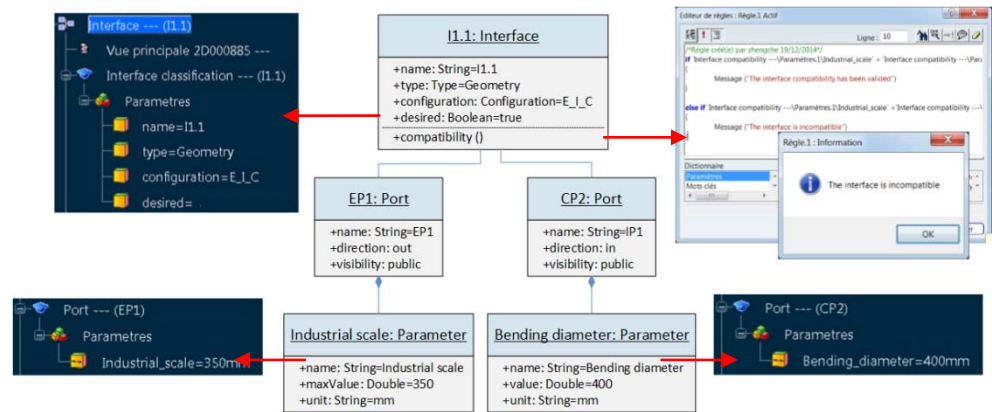 Interface --- (I1.1)
Vue principale 2D000885 ---
Interface classification --- (I1.1)
Parametres
name=I1.1
type=Geometry
configuration=E_I_C
desired=
I1.1: Interface
+name: String=I1.1
+type: Type=Geometry
+configuration: Configuration=E_I_C
+desired: Boolean=true
+compatibility ()
Editeur de règles : Règle.1 Actif
Ligne : 10
/*Règle créé(e) par zhengche 19/12/2014*/
if `Interface compatibility ---\Paramètres.1\Industrial_scale` > `Interface compatibility ---\Para
{
Message ("The interface compatibility has been validated")
}
else if `Interface compatibility ---\Paramètres.1\Industrial_scale` <`Interface compatibility ---\
{
Message ("The interface is incompatible")
Dictionnaire
Paramètres
Mots clés
Règle.1 : Information
The interface is incompatible
OK
EP1: Port
+name: String=EP1
+direction: out
+visibility: public
CP2: Port
+name: String=IP1
+direction: in
+visibility: public
Port --- (EP1)
Parametres
Industrial_scale=350mm
Industrial scale: Parameter
+name: String=Industrial scale
+maxValue: Double=350
+unit: String=mm
Bending diameter: Parameter
+name: String=Bending diameter
+value: Double=400
+unit: String=mm
Port --- (CP2)
Parametres
Bending_diameter=400mm